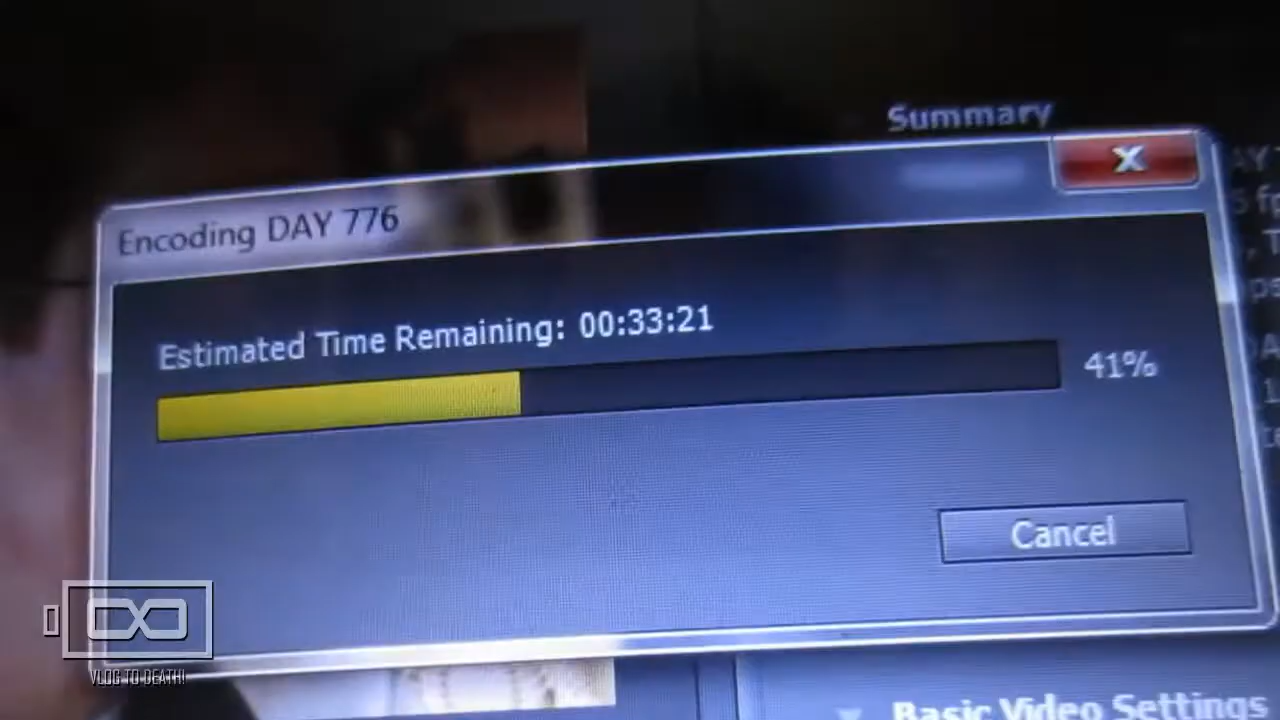 Summary
Encoding DAY 776
Estimated Time Remaining: 00:33:21
41%
Cancel
VLOG TO DEATH!
Basic Video Settings